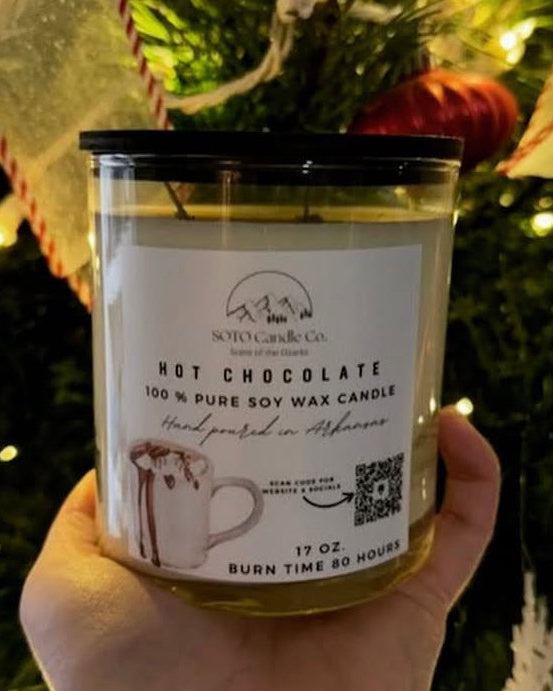 SOTO Candle Co.
Scent of the Ozarks
HOT CHOCOLATE
100 % PURE SOY WAX CANDLE
Hand poured in Arkansas
SCAN CODE FOR
WEBSITE & SOCIALS
17 OZ.
BURN TIME 80 HOURS